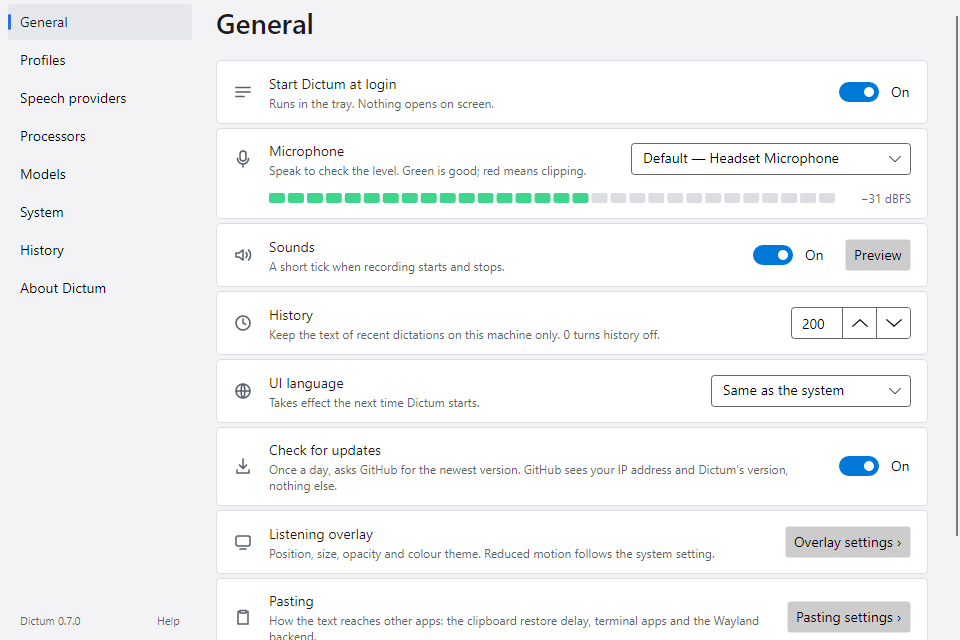 General
Profiles
Speech providers
Processors
Models
System
History
About Dictum
Dictum 0.7.0
Help
General
Start Dictum at login
Runs in the tray. Nothing opens on screen.
On
Microphone
Speak to check the level. Green is good; red means clipping.
Default — Headset Microphone
−31 dBFS
Sounds
A short tick when recording starts and stops.
On
Preview
History
Keep the text of recent dictations on this machine only. 0 turns history off.
200
UI language
Takes effect the next time Dictum starts.
Same as the system
Check for updates
Once a day, asks GitHub for the newest version. GitHub sees your IP address and Dictum's version,
nothing else.
On
Listening overlay
Position, size, opacity and colour theme. Reduced motion follows the system setting.
Overlay settings ›
Pasting
How the text reaches other apps: the clipboard restore delay, terminal apps and the Wayland
backend.
Pasting settings ›